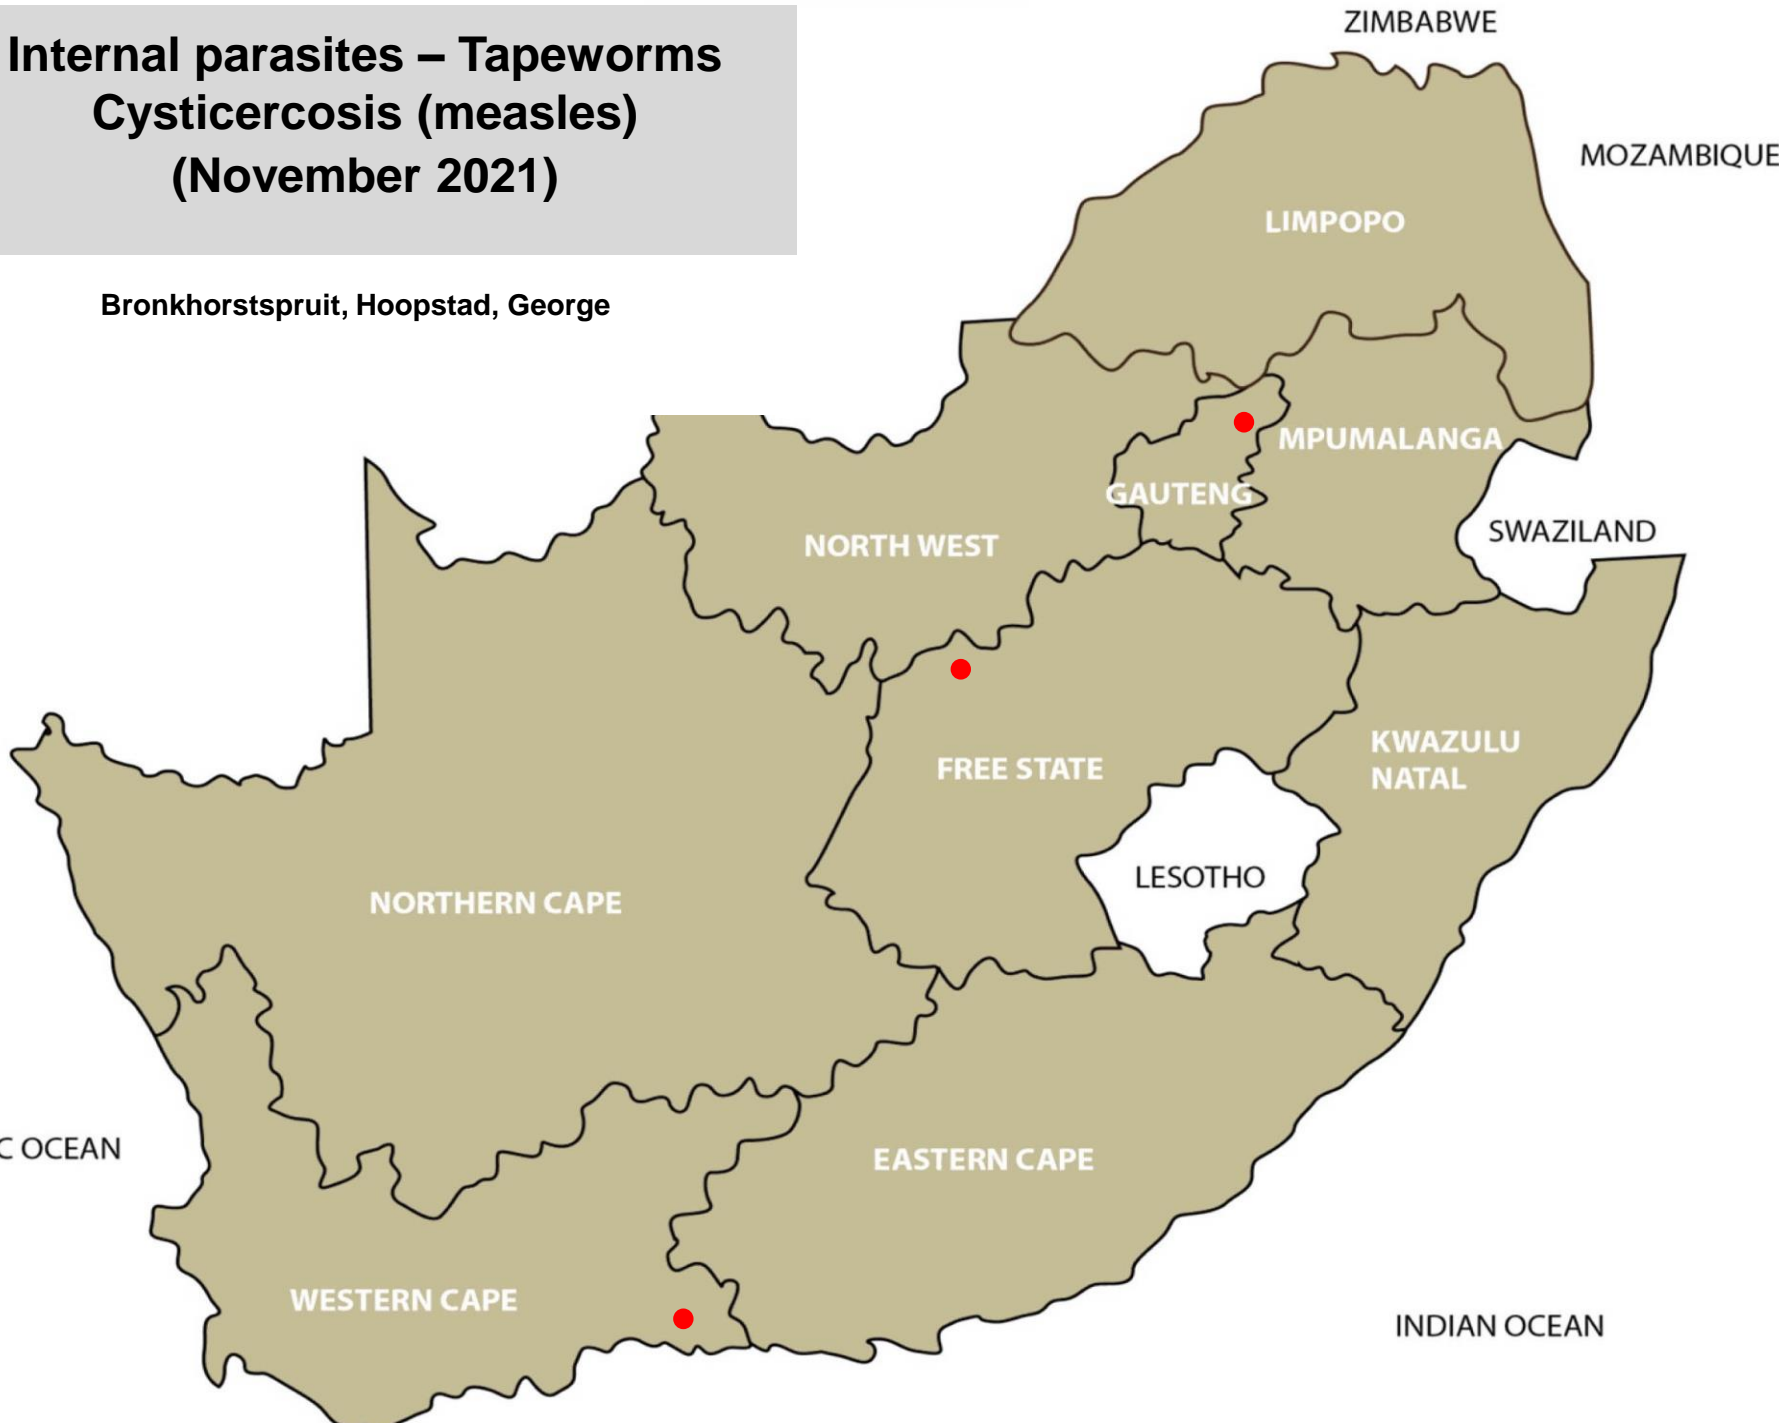 Internal parasites – Tapeworms
Cysticercosis (measles)
(November 2021)
Bronkhorstspruit, Hoopstad, George
ZIMBABWE
MOZAMBIQUE
LIMPOPO
MPUMALANGA
GAUTENG
SWAZILAND
NORTH WEST
KWAZULU
NATAL
FREE STATE
LESOTHO
NORTHERN CAPE
C OCEAN
EASTERN CAPE
WESTERN CAPE
INDIAN OCEAN